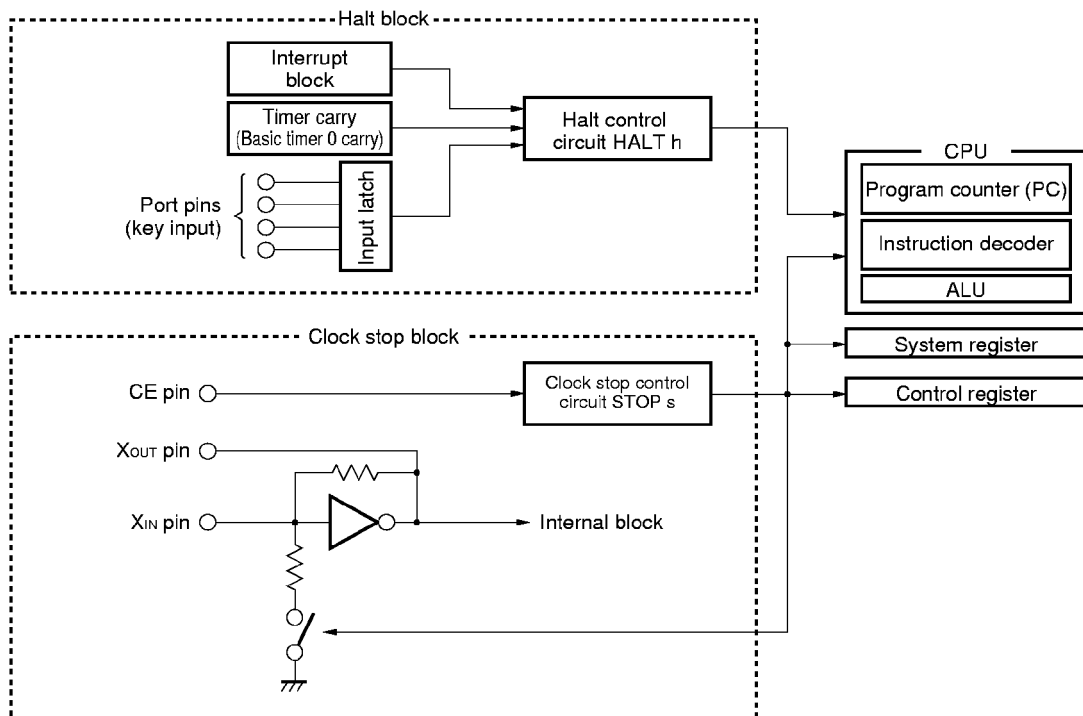 Halt block
Interrupt
block
Timer carry
(Basic timer 0 carry)
Port pins
(key input)
Input latch
Halt control
circuit HALT h
CPU
Program counter (PC)
Instruction decoder
ALU
System register
Control register
Clock stop block
CE pin
Clock stop control
circuit STOP s
XOUT pin
XIN pin
Internal block